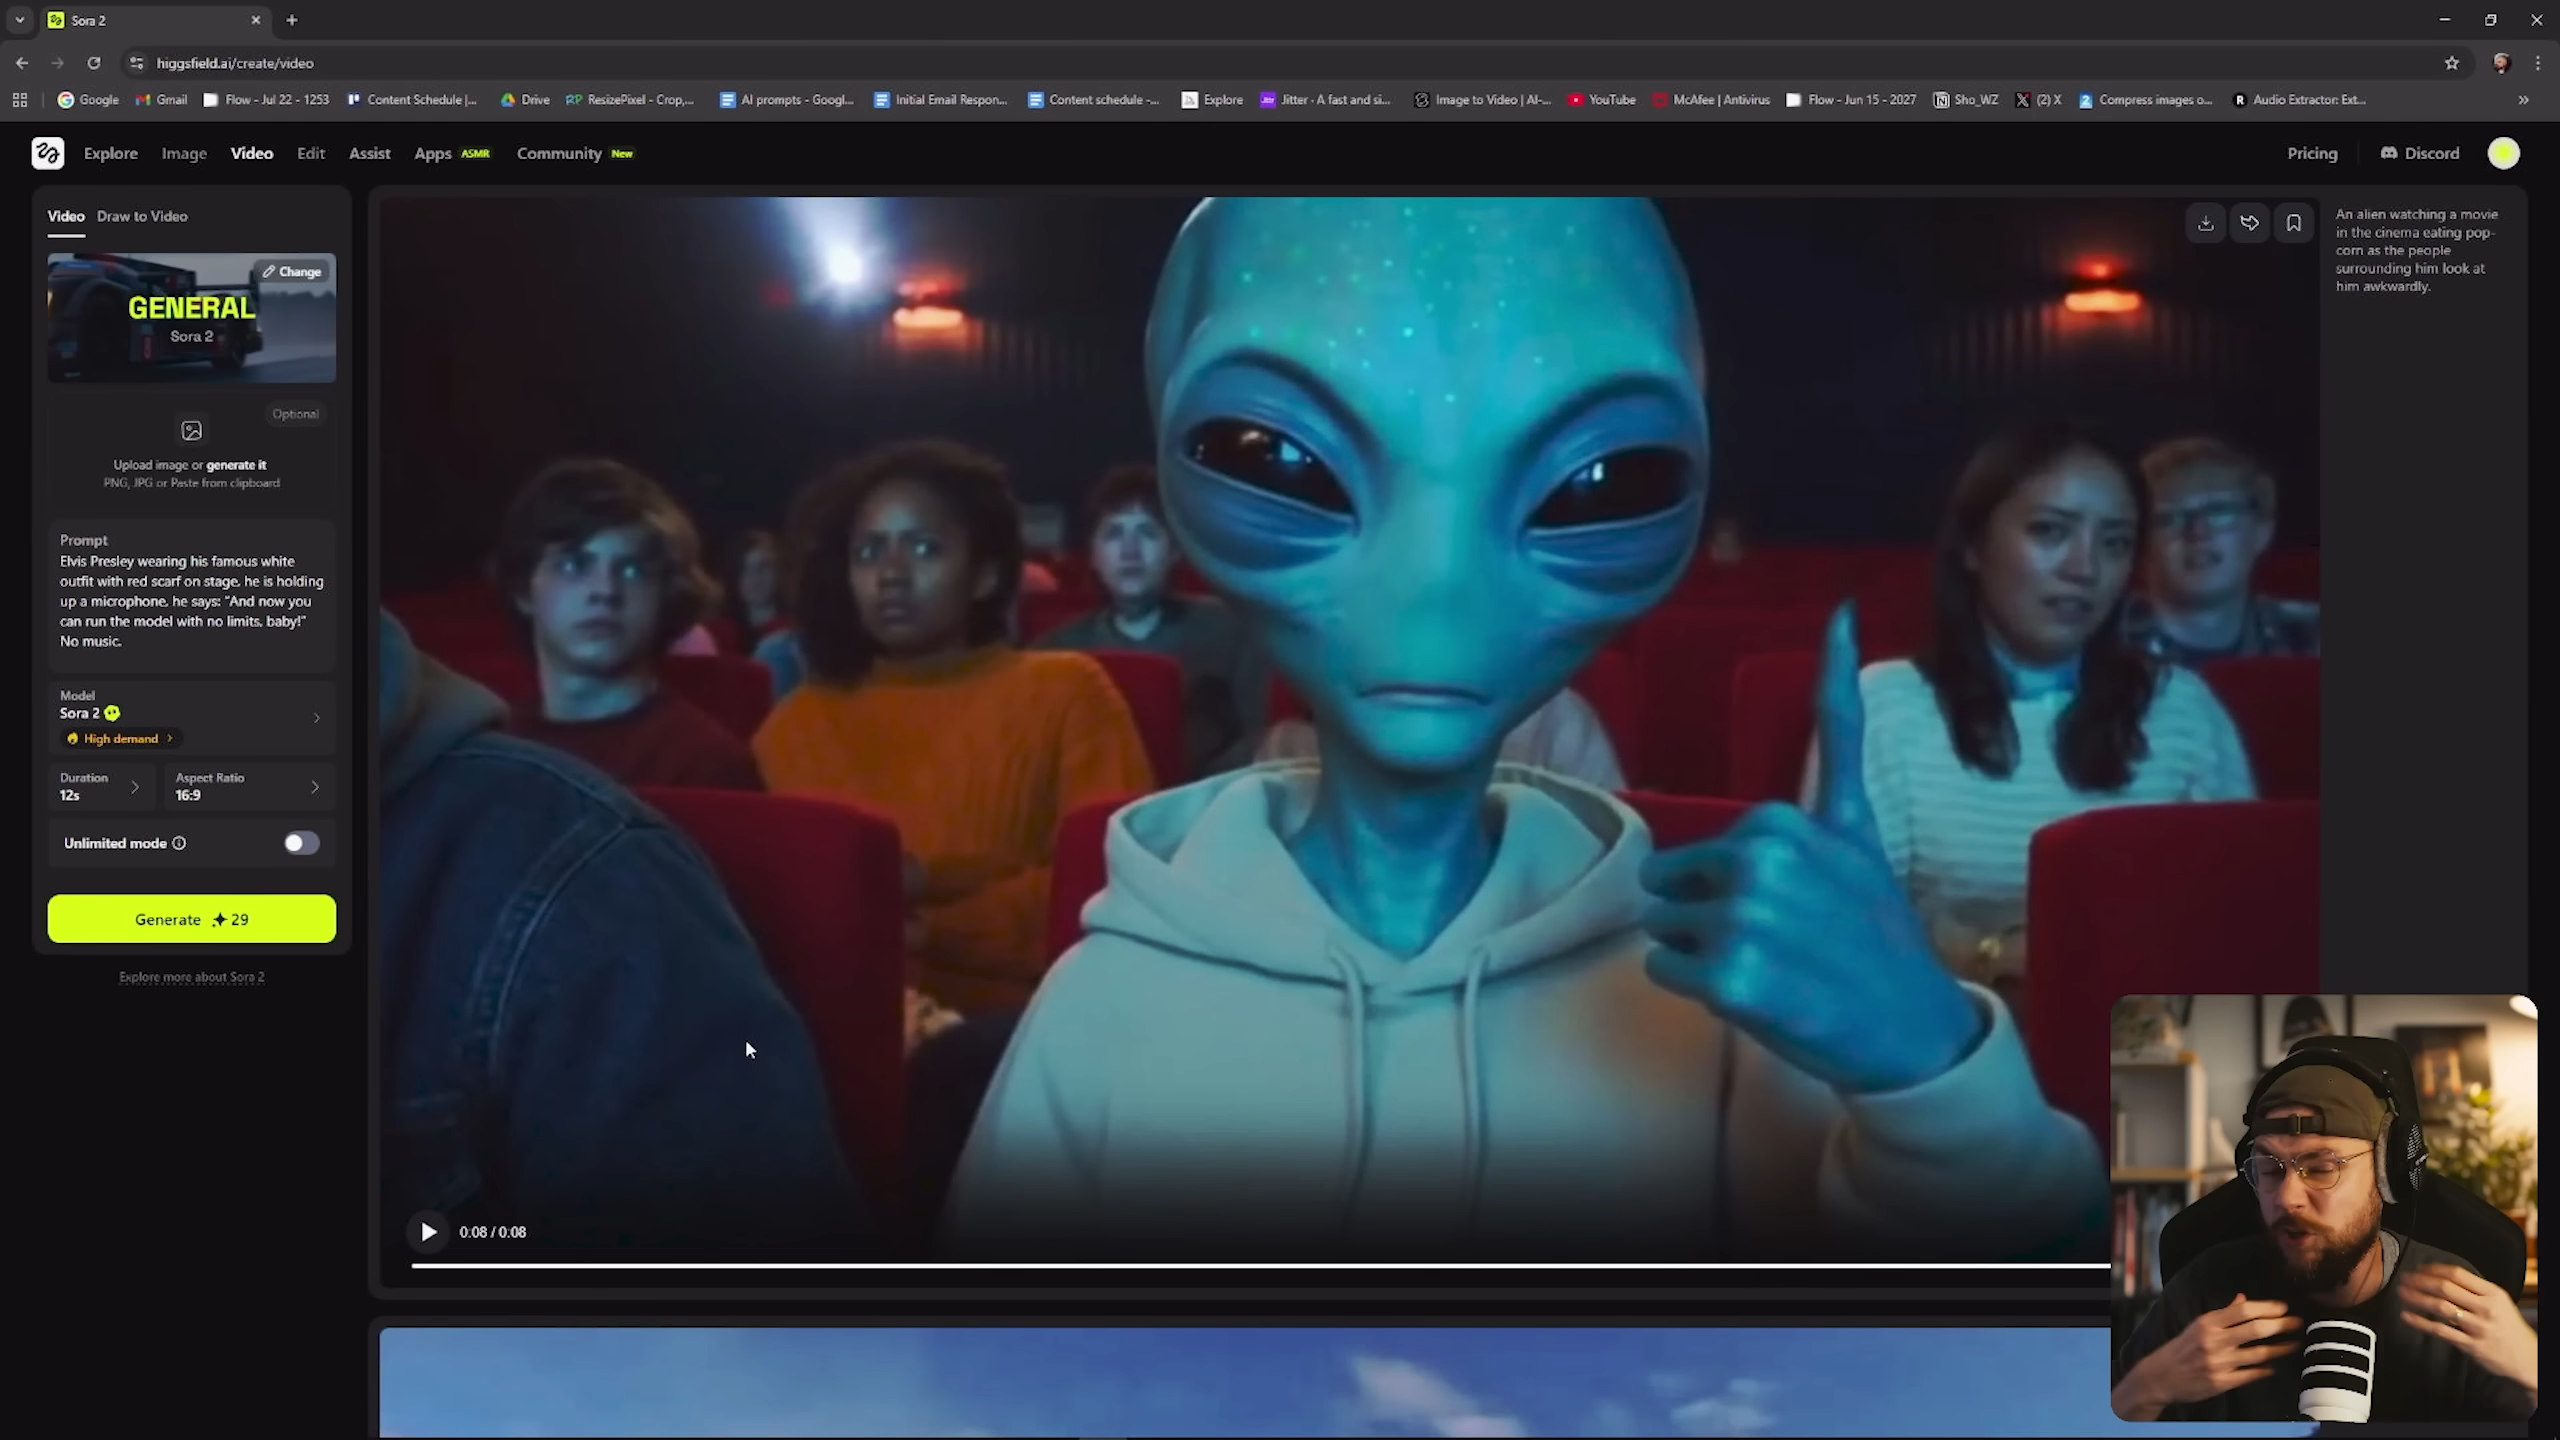 Sora 2
higgsfield.ai/create/video
Google
Gmail
Flow - Jul 22 - 1253
Content Schedule |...
Drive
ResizePixel - Crop,...
AI prompts - Googl...
Initial Email Respon...
Content schedule -...
Explore
Jitter · A fast and si...
Image to Video | AI-...
YouTube
McAfee | Antivirus
Flow - Jun 15 - 2027
Sho_WZ
(2) X
Compress images o...
Audio Extractor: Ext...
Explore
Image
Video
Edit
Assist
Apps ASMR
Community New
Pricing
Discord
Video
Draw to Video
Change
GENERAL
Sora 2
Optional
Upload image or generate it
PNG, JPG or Paste from clipboard
Prompt
Elvis Presley wearing his famous white
outfit with red scarf on stage, he is holding
up a microphone, he says: "And now you
can run the model with no limits, baby!"
No music.
Model
Sora 2
High demand
Duration
12s
Aspect Ratio
16:9
Unlimited mode
Generate 29
Explore more about Sora 2
0:08 / 0:08
An alien watching a movie
in the cinema eating pop-
corn as the people
surrounding him look at
him awkwardly.